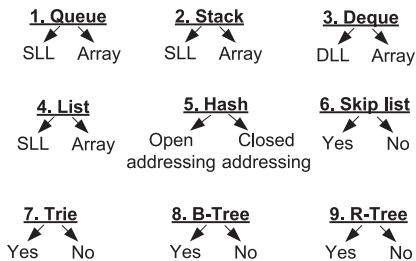 1. Queue 2. Stack 3. Deque
SLL Array SLL Array DLL Array
4. List 5. Hash 6. Skip list
SLL Array Open addressing Closed addressing Yes No
7. Trie 8. B-Tree 9. R-Tree
Yes No Yes No Yes No